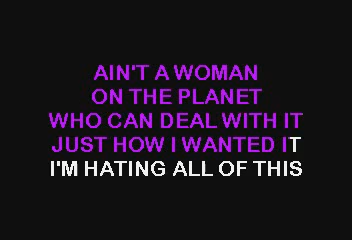 AIN'T A WOMAN
ON THE PLANET
WHO CAN DEAL WITH IT
JUST HOW I WANTED IT
I'M HATING ALL OF THIS